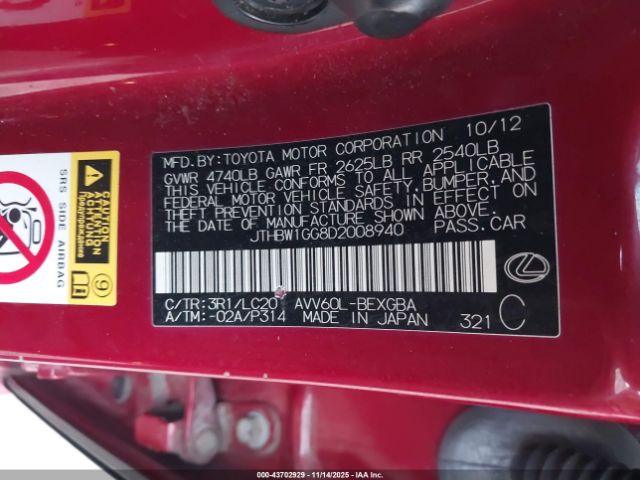 MFD. BY: TOYOTA MOTOR CORPORATION 10/12
GVWR 4740LB GAWR FR 2625LB RR 2540LB
THIS VEHICLE CONFORMS TO ALL APPLICABLE
FEDERAL MOTOR VEHICLE SAFETY, BUMPER, AND
THEFT PREVENTION STANDARDS IN EFFECT ON
THE DATE OF MANUFACTURE SHOWN ABOVE.
JTHBW1GG8D2008940 PASS. CAR
C/TR: 3R1/LC20 AVV60L-BEXGBA
A/TM: -02A/P314 MADE IN JAPAN 321 C
SRS SIDE AIRBAG
CAUTION
ACHTUNG
9
00-43702929 - 11/14/2025 - IAA, Inc.